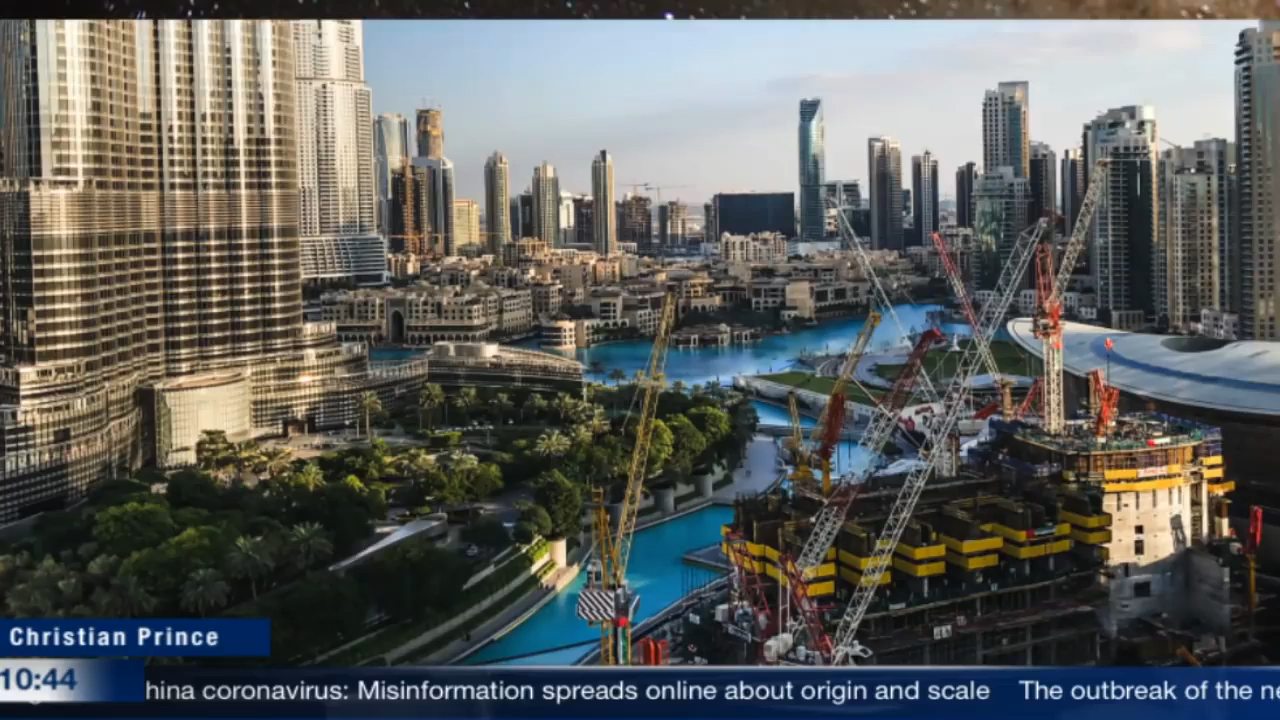 Christian Prince
10:44
hina coronavirus: Misinformation spreads online about origin and scale The outbreak of the ne